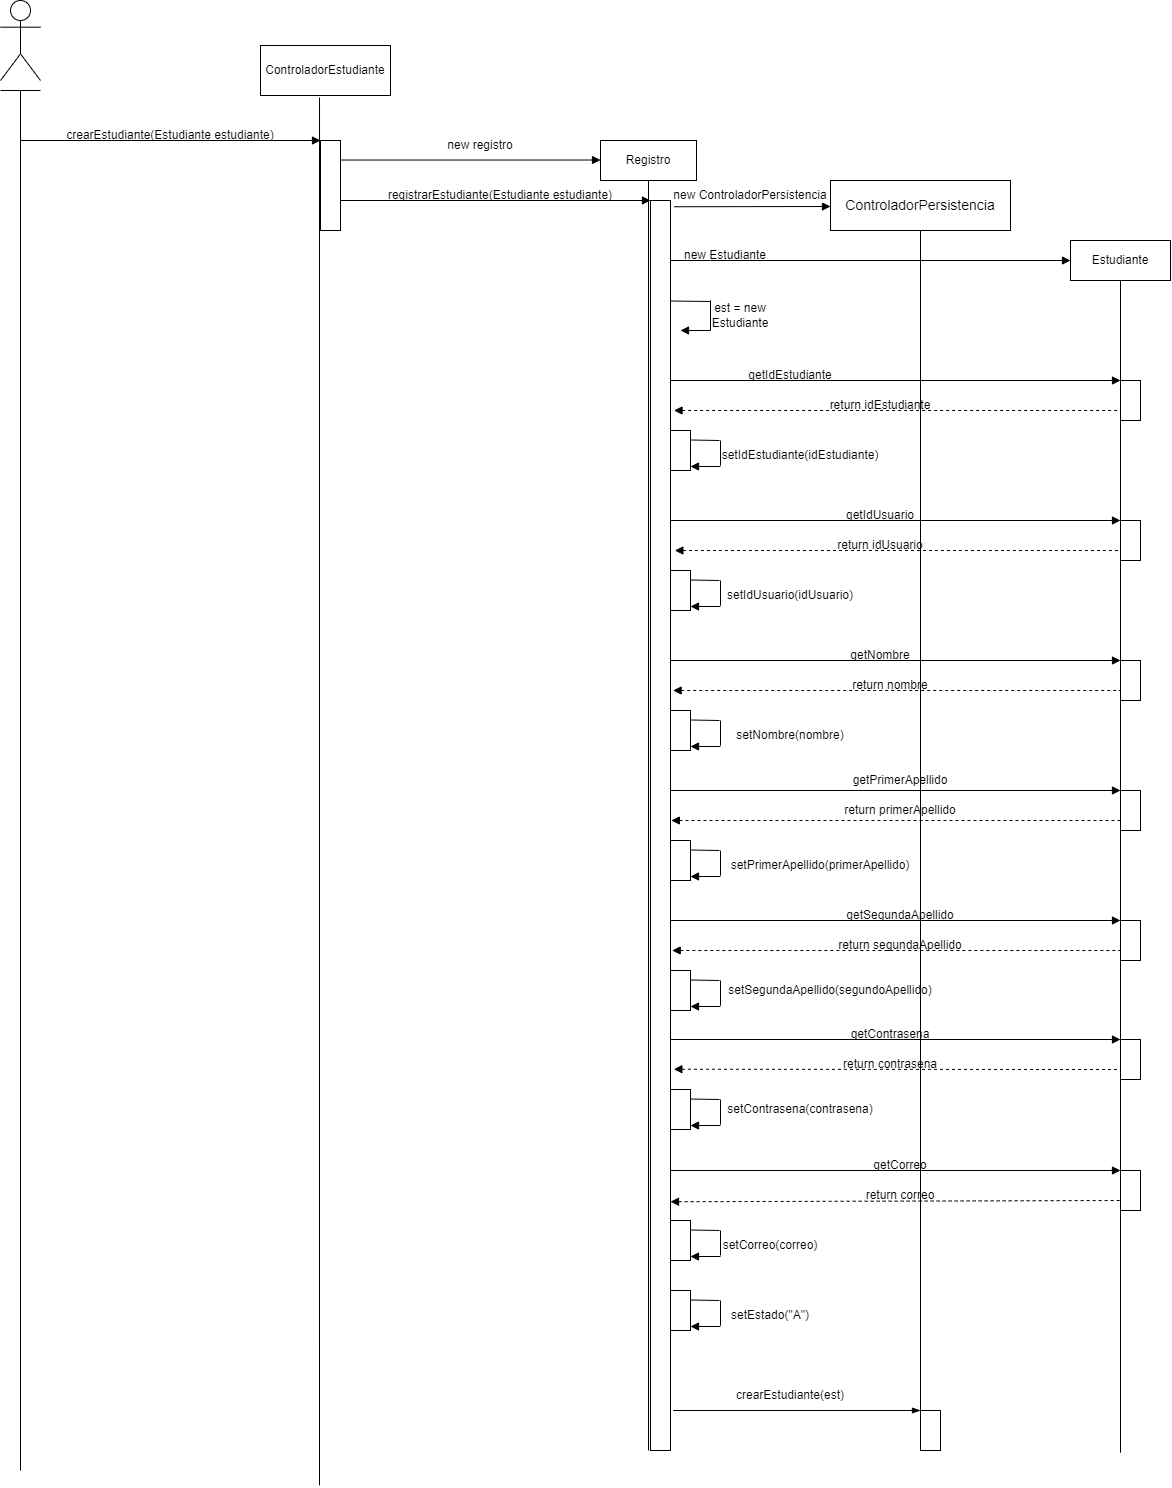 ControladorEstudiante
crearEstudiante(Estudiante estudiante)
new registro
Registro
registrarEstudiante(Estudiante estudiante)
new ControladorPersistencia
ControladorPersistencia
new Estudiante
Estudiante
est = new
Estudiante
getIdEstudiante
return idEstudiante
setIdEstudiante(idEstudiante)
getIdUsuario
return idUsuario
setIdUsuario(idUsuario)
getNombre
return nombre
setNombre(nombre)
getPrimerApellido
return primerApellido
setPrimerApellido(primerApellido)
getSegundaApellido
return segundaApellido
setSegundaApellido(segundoApellido)
getContrasena
return contrasena
setContrasena(contrasena)
getCorreo
return correo
setCorreo(correo)
setEstado("A")
crearEstudiante(est)